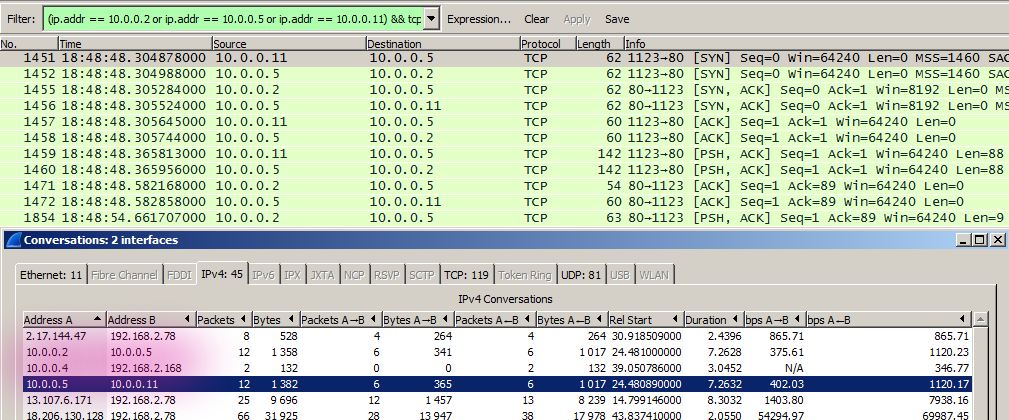 Filter: (ip.addr == 10.0.0.2 or ip.addr == 10.0.0.5 or ip.addr == 10.0.0.11) && tcp Expression... Clear Apply Save
No. Time Source Destination Protocol Length Info
1451 18:48:48.304878000 10.0.0.11 10.0.0.5 TCP 62 1123→80 [SYN] Seq=0 Win=64240 Len=0 MSS=1460 SAC
1452 18:48:48.304988000 10.0.0.5 10.0.0.2 TCP 62 1123→80 [SYN] Seq=0 Win=64240 Len=0 MSS=1460 SAC
1455 18:48:48.305284000 10.0.0.2 10.0.0.5 TCP 62 80→1123 [SYN, ACK] Seq=0 Ack=1 Win=8192 Len=0 MS
1456 18:48:48.305524000 10.0.0.5 10.0.0.11 TCP 62 80→1123 [SYN, ACK] Seq=0 Ack=1 Win=8192 Len=0 MS
1457 18:48:48.305645000 10.0.0.11 10.0.0.5 TCP 60 1123→80 [ACK] Seq=1 Ack=1 Win=64240 Len=0
1458 18:48:48.305744000 10.0.0.5 10.0.0.2 TCP 60 1123→80 [ACK] Seq=1 Ack=1 Win=64240 Len=0
1459 18:48:48.365813000 10.0.0.11 10.0.0.5 TCP 142 1123→80 [PSH, ACK] Seq=1 Ack=1 Win=64240 Len=88
1460 18:48:48.365956000 10.0.0.5 10.0.0.2 TCP 142 1123→80 [PSH, ACK] Seq=1 Ack=1 Win=64240 Len=88
1471 18:48:48.582168000 10.0.0.2 10.0.0.5 TCP 54 80→1123 [ACK] Seq=1 Ack=89 Win=64240 Len=0
1472 18:48:48.582858000 10.0.0.5 10.0.0.11 TCP 60 80→1123 [ACK] Seq=1 Ack=89 Win=64240 Len=0
1854 18:48:54.661707000 10.0.0.2 10.0.0.5 TCP 63 80→1123 [PSH, ACK] Seq=1 Ack=89 Win=64240 Len=9
Conversations: 2 interfaces
Ethernet: 11 Fibre Channel FDDI IPv4: 45 IPv6 IPX JXTA NCP RSVP SCTP TCP: 119 Token Ring UDP: 81 USB WLAN
IPv4 Conversations
Address A Address B Packets Bytes Packets A→B Bytes A→B Packets A←B Bytes A←B Rel Start Duration bps A→B bps A←B
2.17.144.47 192.168.2.78 8 528 4 264 4 264 30.918509000 2.4396 865.71 865.71
10.0.0.2 10.0.0.5 12 1 358 6 341 6 1 017 24.481000000 7.2628 375.61 1120.23
10.0.0.4 192.168.2.168 2 132 0 0 2 132 39.050786000 3.0452 N/A 346.77
10.0.0.5 10.0.0.11 12 1 382 6 365 6 1 017 24.480890000 7.2632 402.03 1120.17
13.107.6.171 192.168.2.78 25 9 696 12 1 457 13 8 239 14.799146000 8.3032 1403.80 7938.16
18.206.130.128 192.168.2.78 66 31 925 28 13 947 38 17 978 43.837410000 2.0550 54294.97 69987.45